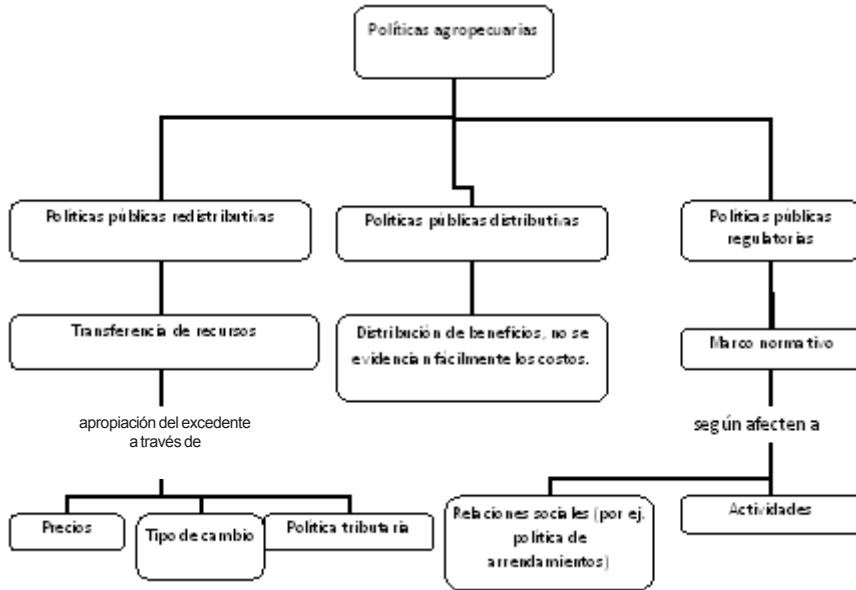 Políticas agropecuarias
Políticas públicas redistributivas
Políticas públicas distributivas
Políticas públicas
regulatorias
Transferencia de recursos
Distribución de beneficios, no se
evidencian fácilmente los costos.
Marco normativo
apropiación del excedente
a través de
según afecten a
Precios
Tipo de cambio
Política tributaria
Relaciones sociales (por ej.
política de
arrendamientos)
Actividades